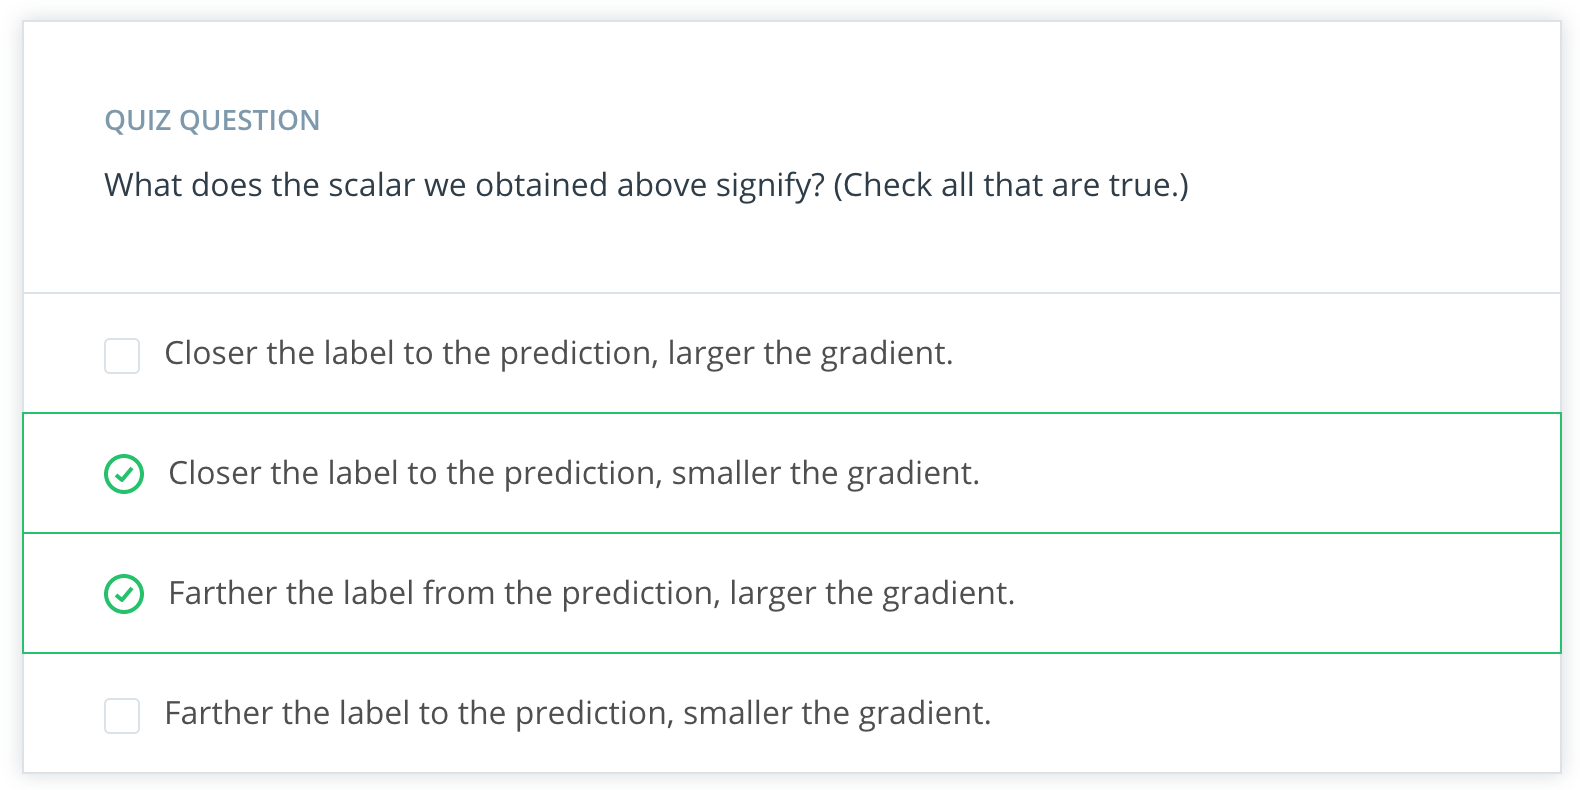 QUIZ QUESTION
What does the scalar we obtained above signify? (Check all that are true.)
Closer the label to the prediction, larger the gradient.
Closer the label to the prediction, smaller the gradient.
Farther the label from the prediction, larger the gradient.
Farther the label to the prediction, smaller the gradient.